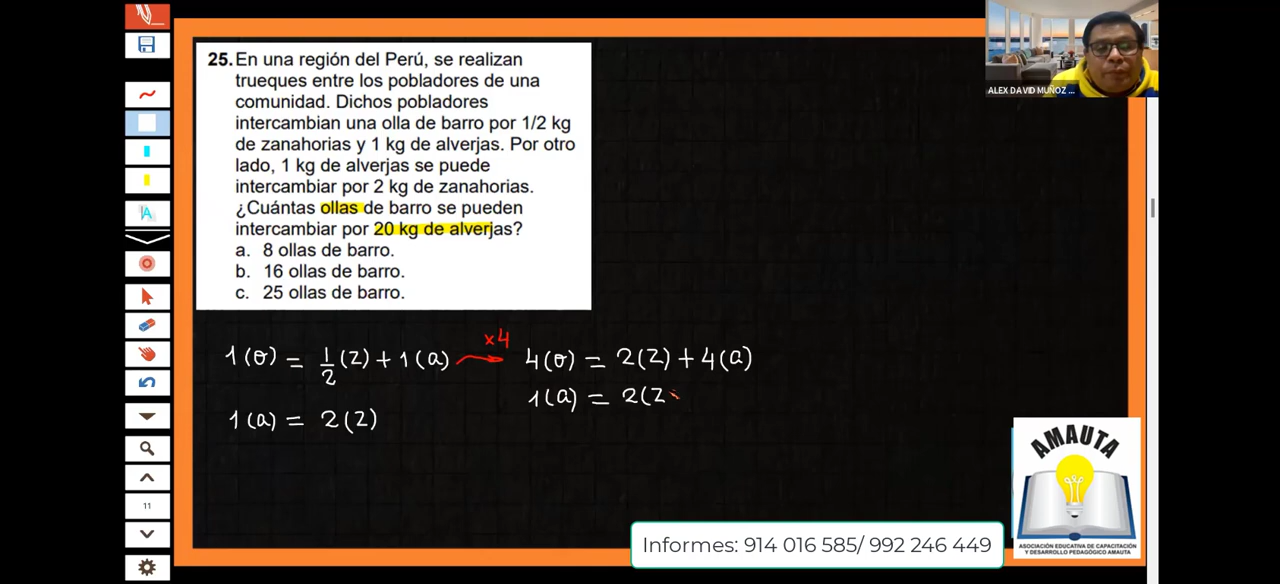 ALEX DAVID MUÑOZ ...
25. En una región del Perú, se realizan
trueques entre los pobladores de una
comunidad. Dichos pobladores
intercambian una olla de barro por 1/2 kg
de zanahorias y 1 kg de alverjas. Por otro
lado, 1 kg de alverjas se puede
intercambiar por 2 kg de zanahorias.
¿Cuántas ollas de barro se pueden
intercambiar por 20 kg de alverjas?
a. 8 ollas de barro.
b. 16 ollas de barro.
c. 25 ollas de barro.
1(θ) = 1/2 (Z) + 1(a)
x4
4(θ) = 2(Z) + 4(a)
1(a) = 2(Z
1(a) = 2(Z)
A
11
AMAUTA
ASOCIACIÓN EDUCATIVA DE CAPACITACIÓN
Y DESARROLLO PEDAGÓGICO AMAUTA
Informes: 914 016 585/ 992 246 449